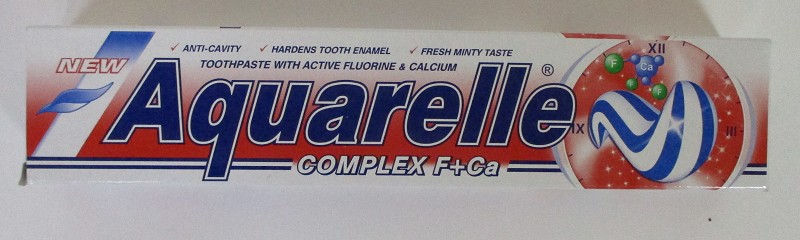 NEW
✓ ANTI-CAVITY ✓ HARDENS TOOTH ENAMEL ✓ FRESH MINTY TASTE
TOOTHPASTE WITH ACTIVE FLUORINE & CALCIUM
Aquarelle®
COMPLEX F+Ca
XII
F Ca
F F
IX III